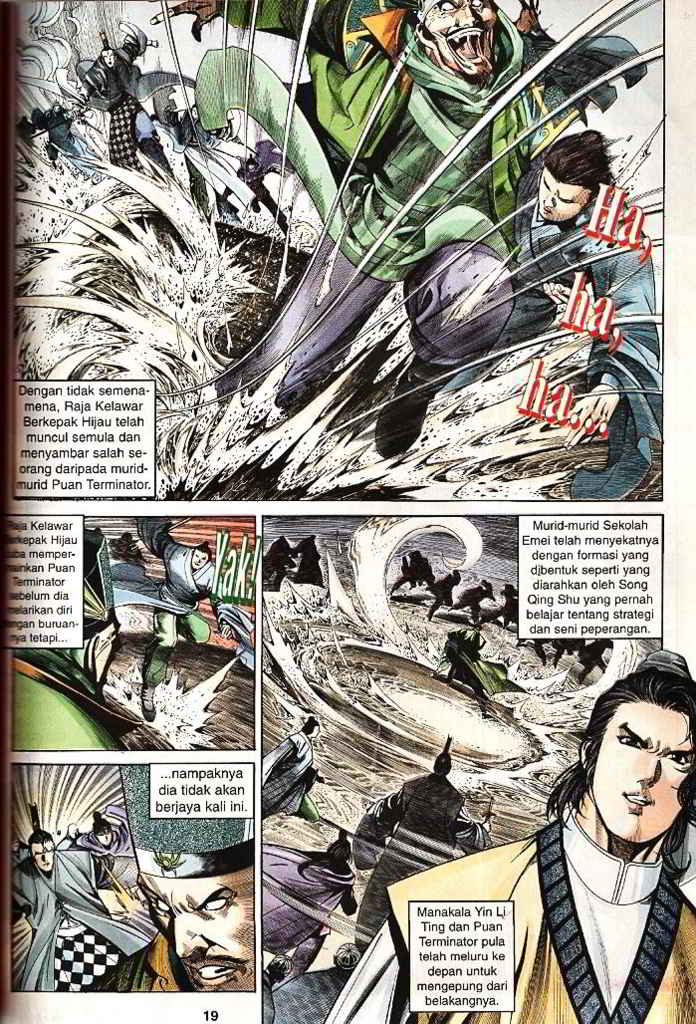 Ha,
ha,
ha...
Dengan tidak semena-
mena, Raja Kelawar
Berkepak Hijau telah
muncul semula dan
menyambar salah se-
orang daripada murid-
murid Puan Terminator.
Raja Kelawar
Berkepak Hijau
memper-
mainkan Puan
Terminator
sebelum dia
melarikan diri
dengan buruan-
nya tetapi...
Yak!
Murid-murid Sekolah
Emei telah menyekatnya
dengan formasi yang
dibentuk seperti yang
diarahkan oleh Song
Qing Shu yang pernah
belajar tentang strategi
dan seni peperangan.
...nampaknya
dia tidak akan
berjaya kali ini.
Manakala Yin Li
Ting dan Puan
Terminator pula
telah meluru ke
depan untuk
mengepung dari
belakangnya.
19